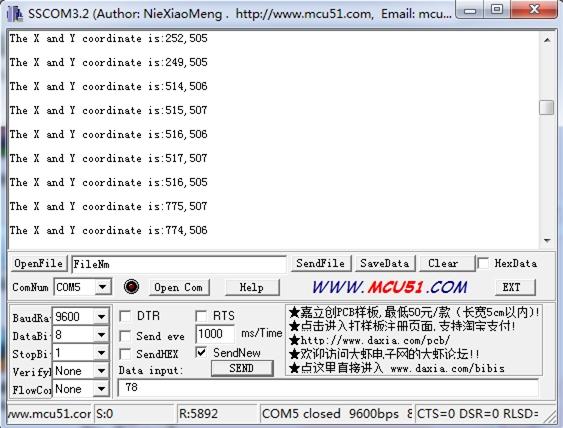 SSCOM3.2 (Author: NieXiaoMeng . http://www.mcu51.com, Email: mcu...
The X and Y coordinate is:252,505
The X and Y coordinate is:249,505
The X and Y coordinate is:514,506
The X and Y coordinate is:515,507
The X and Y coordinate is:516,506
The X and Y coordinate is:517,507
The X and Y coordinate is:516,505
The X and Y coordinate is:775,507
The X and Y coordinate is:774,506
OpenFile FileNm SendFile SaveData Clear HexData
ComNum COM5 Open Com Help WWW.MCU51.COM EXT
BaudRa 9600 DTR RTS
DataBi 8 Send eve 1000 ms/Time
StopBi 1 SendHEX SendNew
Verify None Data input: SEND
FlowCon None 78
★嘉立创PCB样板,最低50元/款（长宽5cm以内)!
★点击进入打样板注册页面,支持淘宝支付!
★http://www.daxia.com/pcb/
★欢迎访问大虾电子网的大虾论坛!!
★点这里直接进入 www.daxia.com/bibis
ww.mcu51.cor S:0 R:5892 COM5 closed 9600bps 8 CTS=0 DSR=0 RLSD=